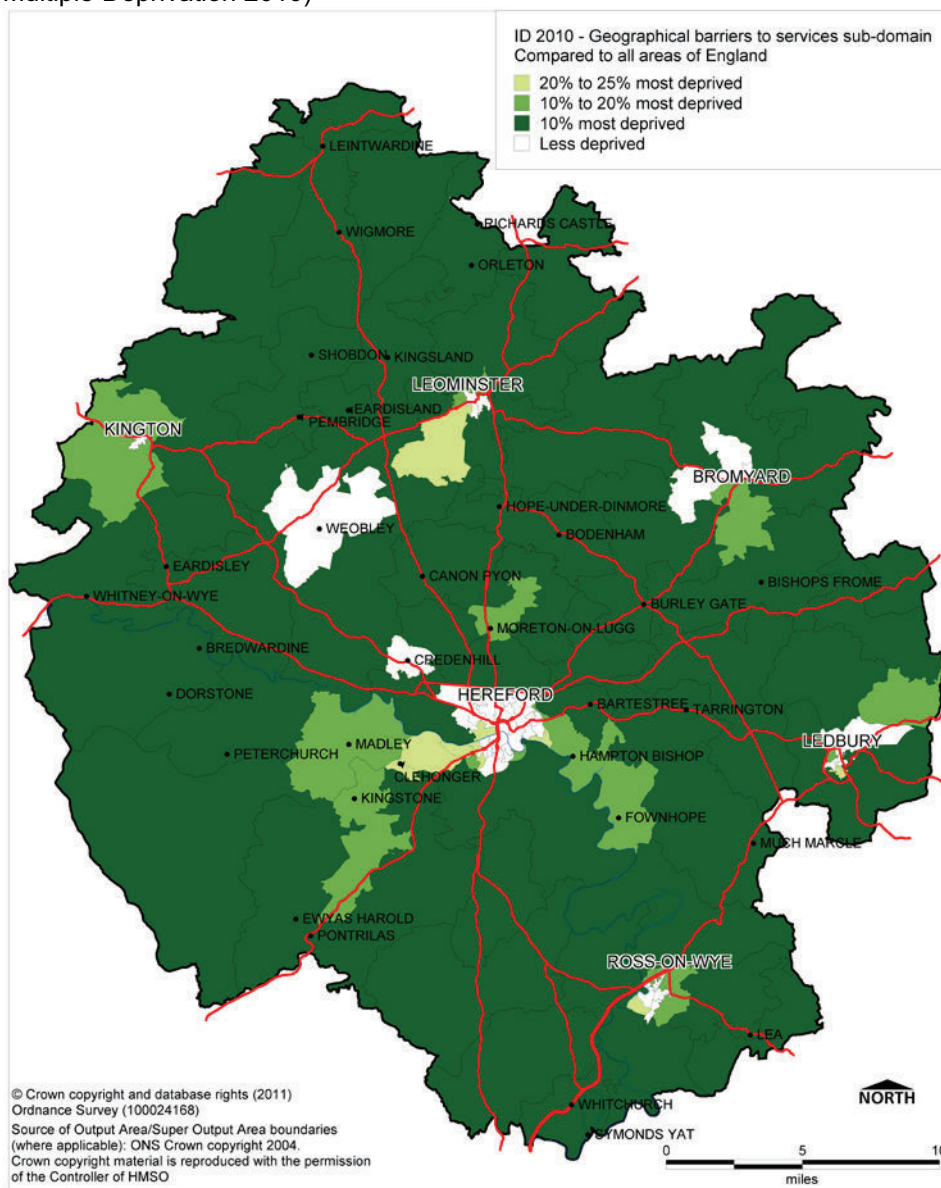 Multiple Deprivation 2010)
ID 2010 - Geographical barriers to services sub-domain
Compared to all areas of England
20% to 25% most deprived
10% to 20% most deprived
10% most deprived
Less deprived
LEINTWARDINE
RICHARDS CASTLE
WIGMORE
ORLETON
SHOBDON
KINGSLAND
LEOMINSTER
EARDISLAND
PEMBRIDGE
KINGTON
BROMYARD
HOPE-UNDER-DINMORE
WEOBLEY
BODENHAM
EARDISLEY
CANON PYON
BISHOPS FROME
WHITNEY-ON-WYE
BURLEY GATE
MORETON-ON-LUGG
BREDWARDINE
CREDENHILL
DORSTONE
HEREFORD
BARTESTREE
TARRINGTON
MADLEY
LEDBURY
PETERCHURCH
HAMPTON BISHOP
CLEHONGER
KINGSTONE
FOWNHOPE
MUCH MARCLE
EWYAS HAROLD
PONTRILAS
ROSS-ON-WYE
LEA
WHITCHURCH
SYMONDS YAT
© Crown copyright and database rights (2011)
Ordnance Survey (100024168)
Source of Output Area/Super Output Area boundaries
(where applicable): ONS Crown copyright 2004.
Crown copyright material is reproduced with the permission
of the Controller of HMSO
NORTH
0 5 10
miles